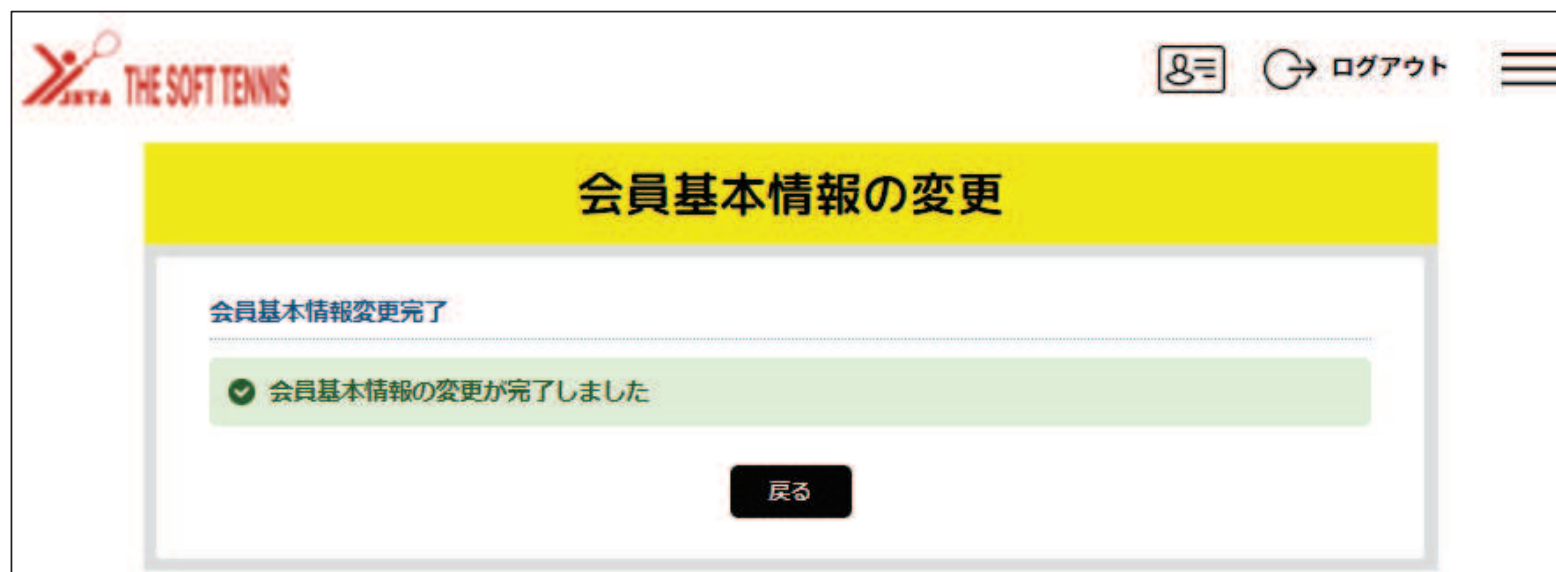 JSTA THE SOFT TENNIS
ログアウト
会員基本情報の変更
会員基本情報変更完了
会員基本情報の変更が完了しました
戻る